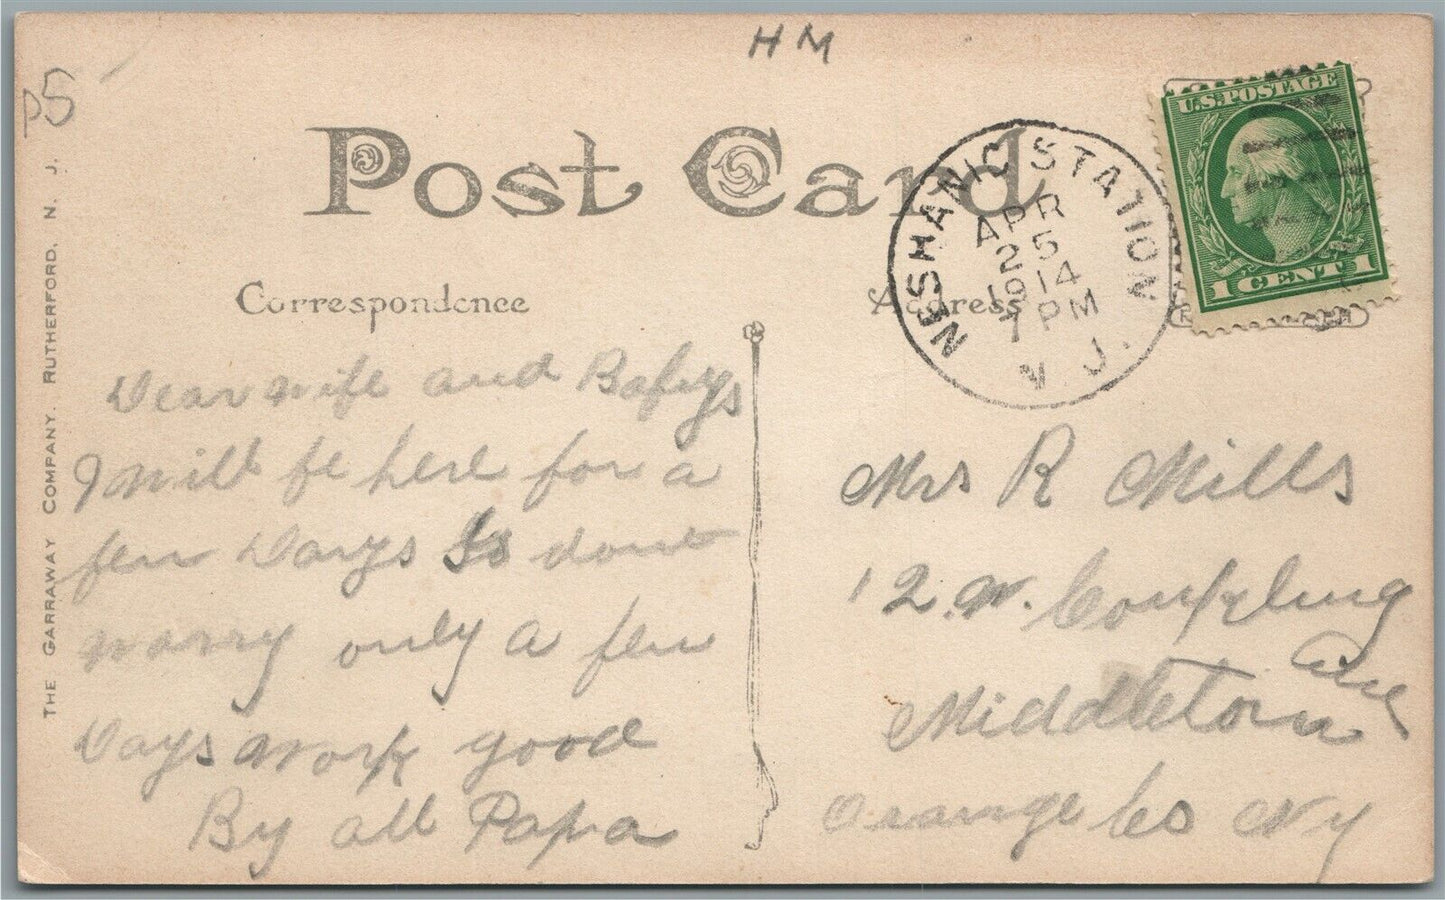 HM
p5
Post Card
NESHANIC STATION
APR
25
1914
7 PM
N.J.
U.S. POSTAGE
1 CENT 1
Correspondence
Address
Dear wife and Babys
I will be here for a
few Days So dont
worry only a few
Days work good
By all Papa
Mrs R Mills
12. W.
Ave
Middletown
Orange Co NY
THE GARRAWAY COMPANY. RUTHERFORD, N. J.